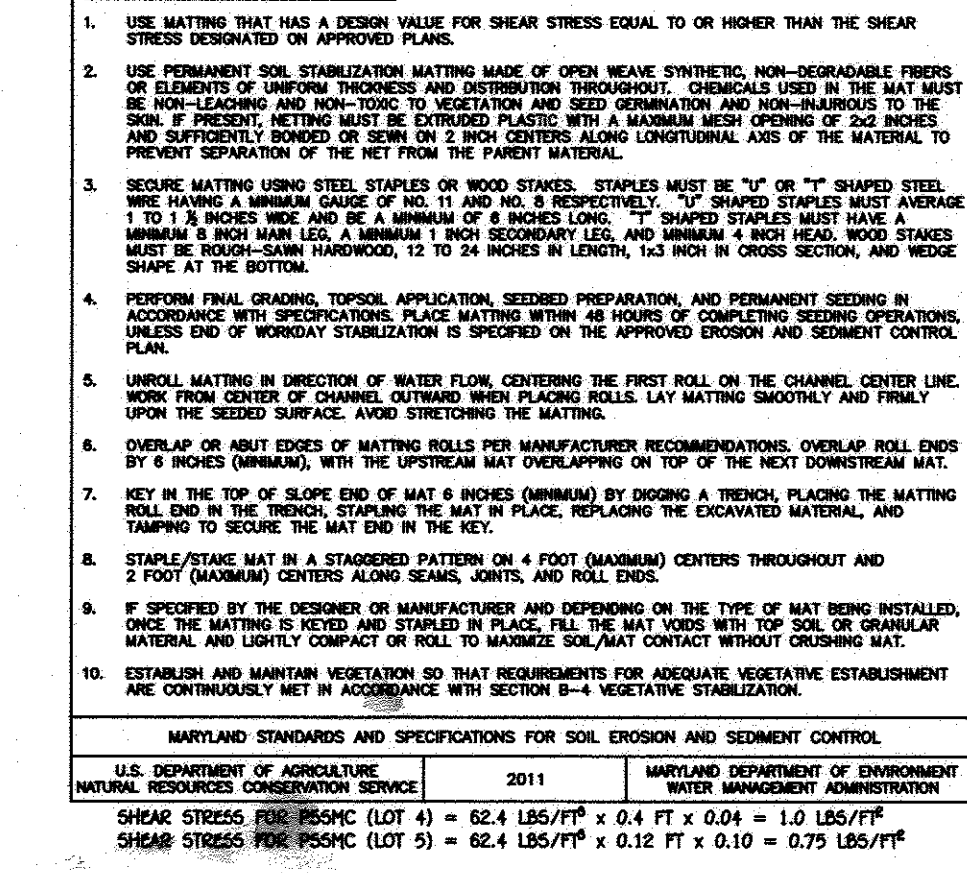 1. USE MATTING THAT HAS A DESIGN VALUE FOR SHEAR STRESS EQUAL TO OR HIGHER THAN THE SHEAR
STRESS DESIGNATED ON APPROVED PLANS.
2. USE PERMANENT SOIL STABILIZATION MATTING MADE OF OPEN WEAVE SYNTHETIC, NON-DEGRADABLE FIBERS
OR ELEMENTS OF UNIFORM THICKNESS AND DISTRIBUTION THROUGHOUT. CHEMICALS USED IN THE MAT MUST
BE NON-LEACHING AND NON-TOXIC TO VEGETATION AND SEED GERMINATION AND NON-INJURIOUS TO THE
SKIN. IF PRESENT, NETTING MUST BE EXTRUDED PLASTIC WITH A MAXIMUM MESH OPENING OF 2x2 INCHES
AND SUFFICIENTLY BONDED OR SEWN ON 2 INCH CENTERS ALONG LONGITUDINAL AXIS OF THE MATERIAL TO
PREVENT SEPARATION OF THE NET FROM THE PARENT MATERIAL.
3. SECURE MATTING USING STEEL STAPLES OR WOOD STAKES. STAPLES MUST BE "U" OR "T" SHAPED STEEL
WIRE HAVING A MINIMUM GAUGE OF NO. 11 AND NO. 8 RESPECTIVELY. "U" SHAPED STAPLES MUST AVERAGE
1 TO 1 ½ INCHES WIDE AND BE A MINIMUM OF 6 INCHES LONG. "T" SHAPED STAPLES MUST HAVE A
MINIMUM 8 INCH MAIN LEG, A MINIMUM 1 INCH SECONDARY LEG, AND MINIMUM 4 INCH HEAD. WOOD STAKES
MUST BE ROUGH-SAWN HARDWOOD, 12 TO 24 INCHES IN LENGTH, 1x3 INCH IN CROSS SECTION, AND WEDGE
SHAPE AT THE BOTTOM.
4. PERFORM FINAL GRADING, TOPSOIL APPLICATION, SEEDBED PREPARATION, AND PERMANENT SEEDING IN
ACCORDANCE WITH SPECIFICATIONS. PLACE MATTING WITHIN 48 HOURS OF COMPLETING SEEDING OPERATIONS,
UNLESS END OF WORKDAY STABILIZATION IS SPECIFIED ON THE APPROVED EROSION AND SEDIMENT CONTROL
PLAN.
5. UNROLL MATTING IN DIRECTION OF WATER FLOW, CENTERING THE FIRST ROLL ON THE CHANNEL CENTER LINE.
WORK FROM CENTER OF CHANNEL OUTWARD WHEN PLACING ROLLS. LAY MATTING SMOOTHLY AND FIRMLY
UPON THE SEEDED SURFACE. AVOID STRETCHING THE MATTING.
6. OVERLAP OR ABUT EDGES OF MATTING ROLLS PER MANUFACTURER RECOMMENDATIONS. OVERLAP ROLL ENDS
BY 6 INCHES (MINIMUM), WITH THE UPSTREAM MAT OVERLAPPING ON TOP OF THE NEXT DOWNSTREAM MAT.
7. KEY IN THE TOP OF SLOPE END OF MAT 6 INCHES (MINIMUM) BY DIGGING A TRENCH, PLACING THE MATTING
ROLL END IN THE TRENCH, STAPLING THE MAT IN PLACE, REPLACING THE EXCAVATED MATERIAL, AND
TAMPING TO SECURE THE MAT END IN THE KEY.
8. STAPLE/STAKE MAT IN A STAGGERED PATTERN ON 4 FOOT (MAXIMUM) CENTERS THROUGHOUT AND
2 FOOT (MAXIMUM) CENTERS ALONG SEAMS, JOINTS, AND ROLL ENDS.
9. IF SPECIFIED BY THE DESIGNER OR MANUFACTURER AND DEPENDING ON THE TYPE OF MAT BEING INSTALLED,
ONCE THE MATTING IS KEYED AND STAPLED IN PLACE, FILL THE MAT VOIDS WITH TOP SOIL OR GRANULAR
MATERIAL AND LIGHTLY COMPACT OR ROLL TO MAXIMIZE SOIL/MAT CONTACT WITHOUT CRUSHING MAT.
10. ESTABLISH AND MAINTAIN VEGETATION SO THAT REQUIREMENTS FOR ADEQUATE VEGETATIVE ESTABLISHMENT
ARE CONTINUOUSLY MET IN ACCORDANCE WITH SECTION B-4 VEGETATIVE STABILIZATION.
MARYLAND STANDARDS AND SPECIFICATIONS FOR SOIL EROSION AND SEDIMENT CONTROL
U.S. DEPARTMENT OF AGRICULTURE
NATURAL RESOURCES CONSERVATION SERVICE
2011
MARYLAND DEPARTMENT OF ENVIRONMENT
WATER MANAGEMENT ADMINISTRATION
SHEAR STRESS FOR PSSMC (LOT 4) = 62.4 LBS/FT³ x 0.4 FT x 0.04 = 1.0 LBS/FT²
SHEAR STRESS FOR PSSMC (LOT 5) = 62.4 LBS/FT³ x 0.12 FT x 0.10 = 0.75 LBS/FT²